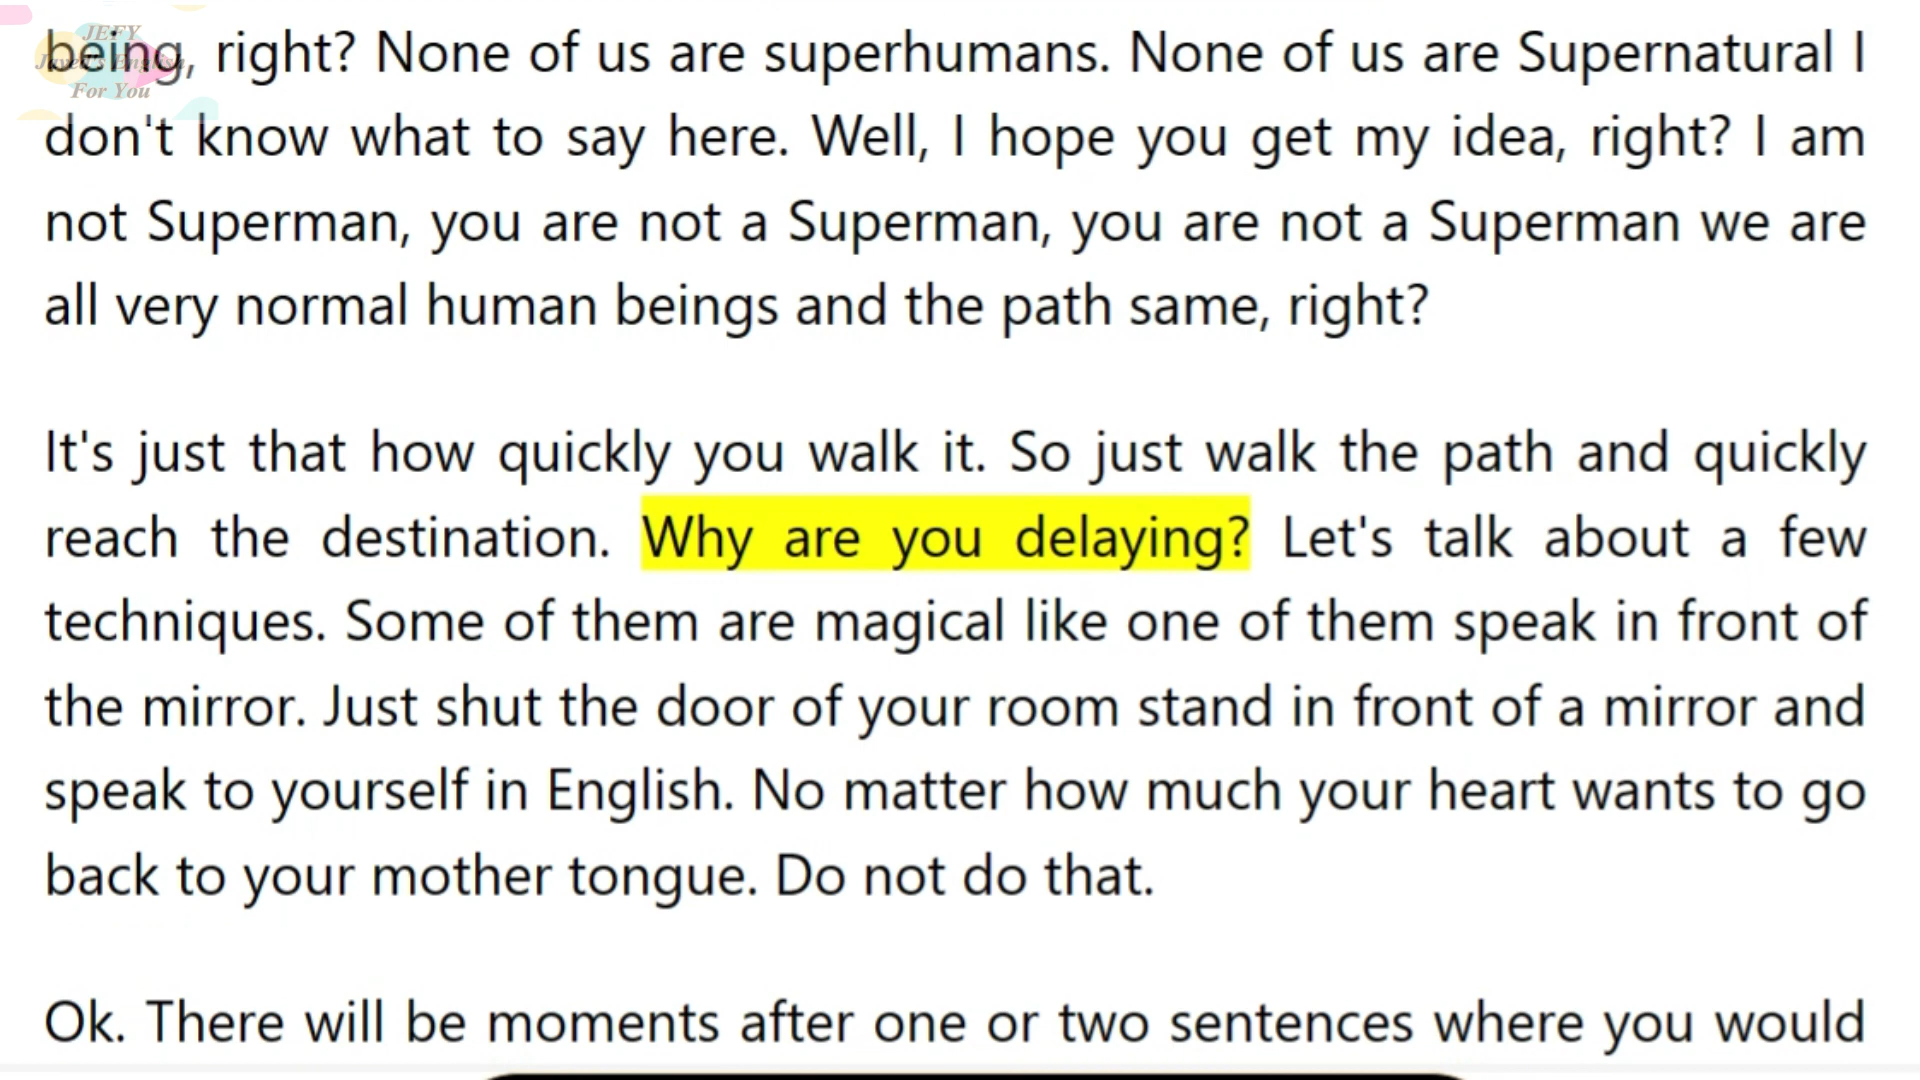 JEFY
Javed's English
For You
being, right? None of us are superhumans. None of us are Supernatural I
don't know what to say here. Well, I hope you get my idea, right? I am
not Superman, you are not a Superman, you are not a Superman we are
all very normal human beings and the path same, right?
It's just that how quickly you walk it. So just walk the path and quickly
reach the destination. Why are you delaying? Let's talk about a few
techniques. Some of them are magical like one of them speak in front of
the mirror. Just shut the door of your room stand in front of a mirror and
speak to yourself in English. No matter how much your heart wants to go
back to your mother tongue. Do not do that.
Ok. There will be moments after one or two sentences where you would